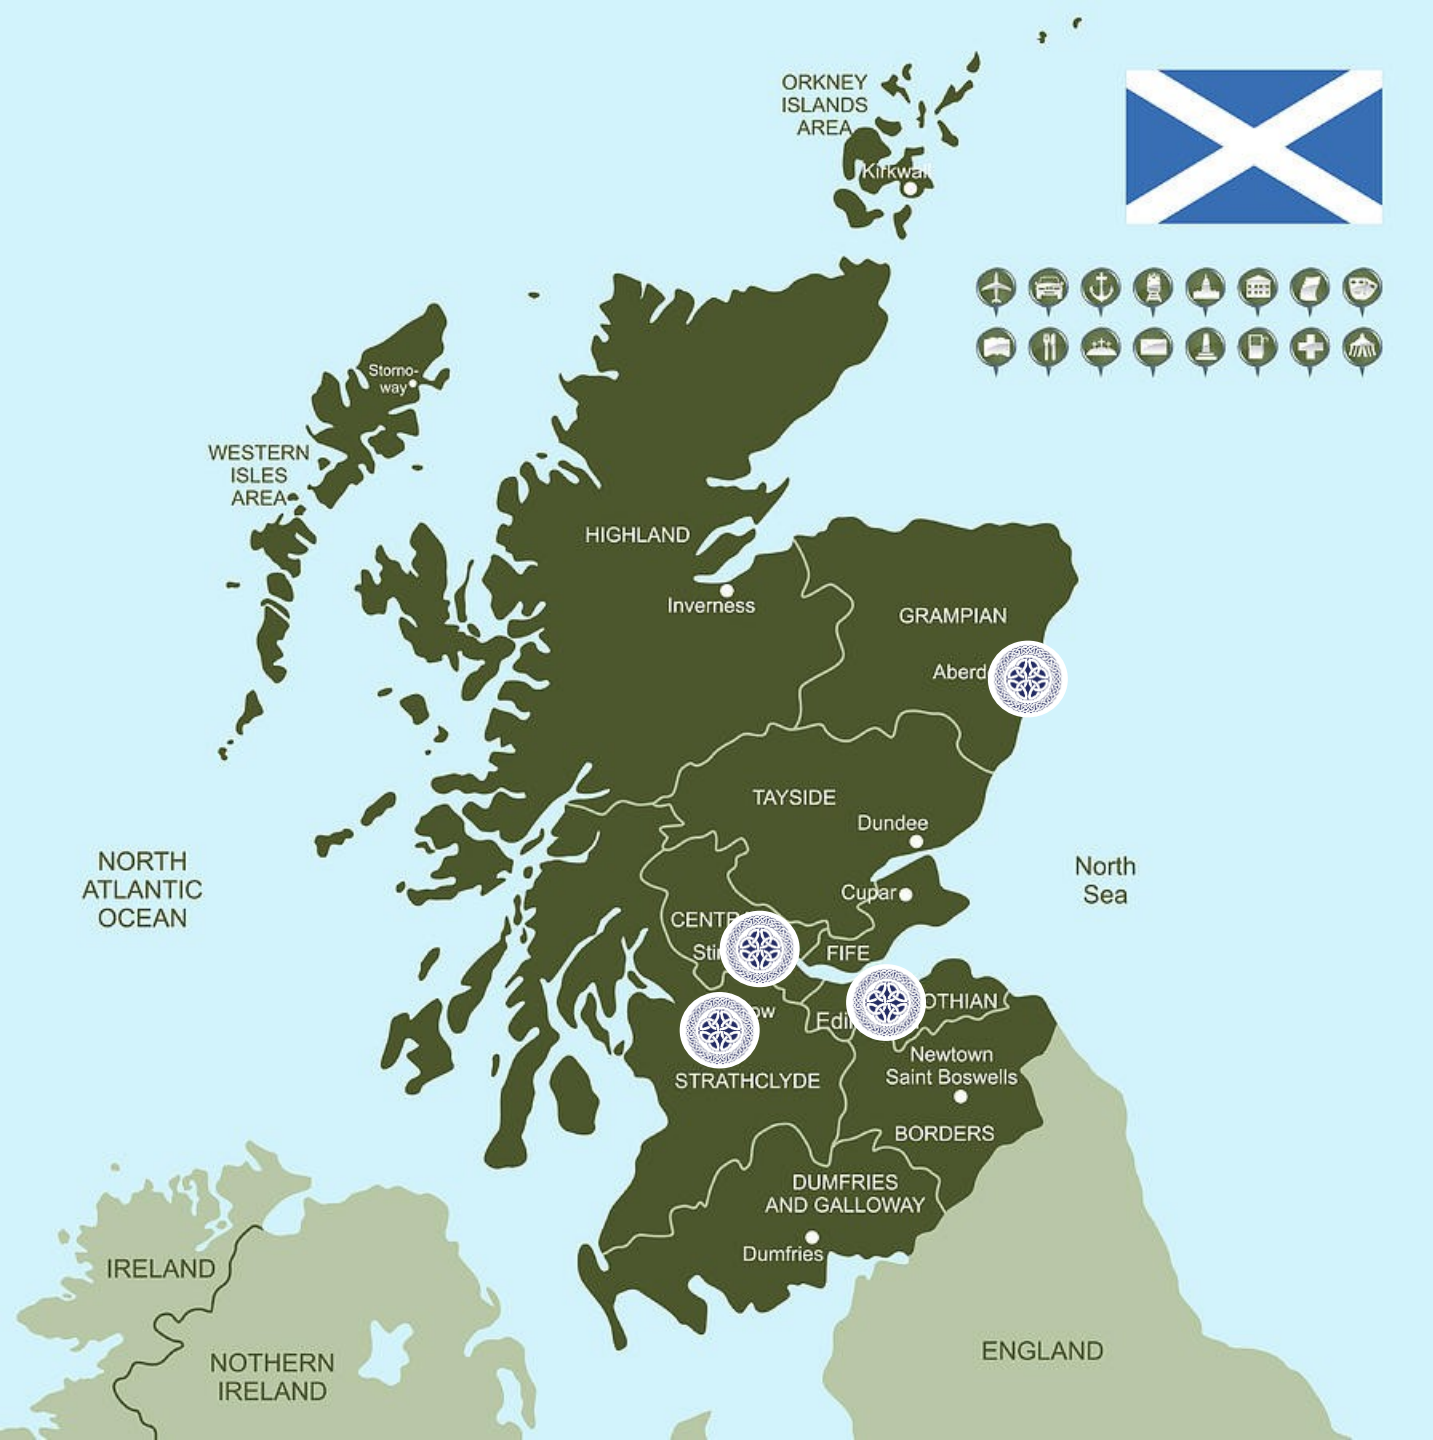 ORKNEY
ISLANDS
AREA
Kirkwall
Storno-
way
WESTERN
ISLES
AREA
HIGHLAND
Inverness
GRAMPIAN
Aberd
TAYSIDE
Dundee
NORTH
ATLANTIC
OCEAN
North
Sea
Cupar
CENTR
Sti
FIFE
OTHIAN
ow
Edi
Newtown
Saint Boswells
STRATHCLYDE
BORDERS
DUMFRIES
AND GALLOWAY
Dumfries
IRELAND
NOTHERN
IRELAND
ENGLAND